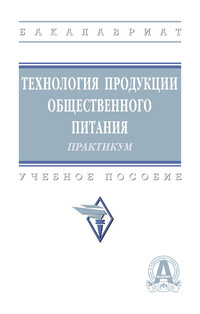 БАКАЛАВРИАТ
ТЕХНОЛОГИЯ ПРОДУКЦИИ
ОБЩЕСТВЕННОГО
ПИТАНИЯ
ПРАКТИКУМ
УЧЕБНОЕ ПОСОБИЕ